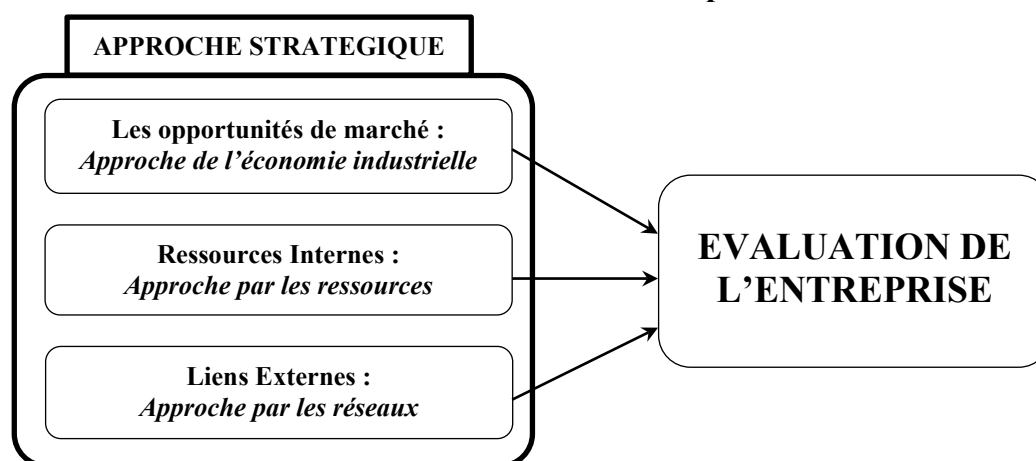 APPROCHE STRATEGIQUE
Les opportunités de marché :
Approche de l’économie industrielle
Ressources Internes :
Approche par les ressources
Liens Externes :
Approche par les réseaux
EVALUATION DE
L’ENTREPRISE